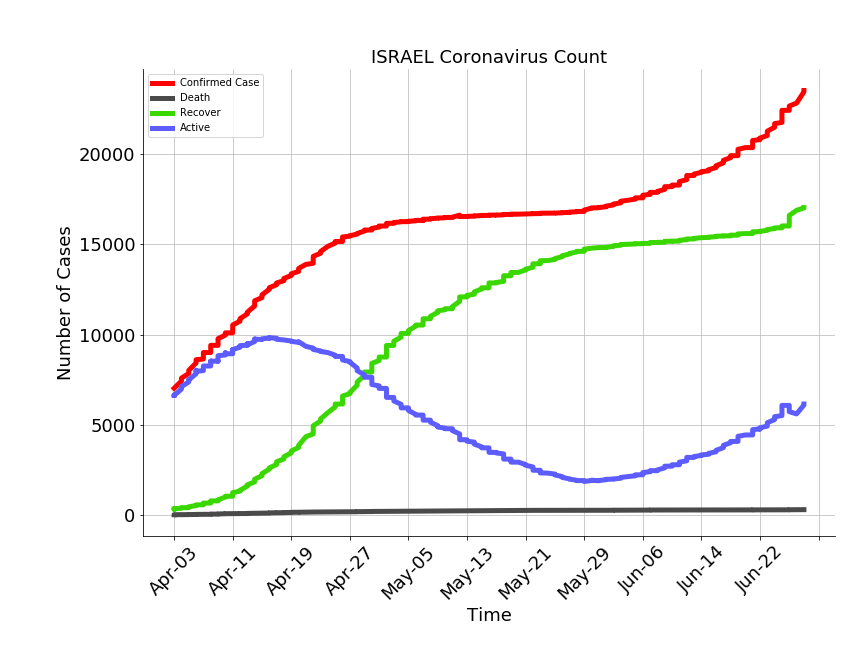 ISRAEL Coronavirus Count
Confirmed Case
Death
Recover
Active
Number of Cases
20000
15000
10000
5000
0
Apr-03
Apr-11
Apr-19
Apr-27
May-05
May-13
May-21
May-29
Jun-06
Jun-14
Jun-22
Time